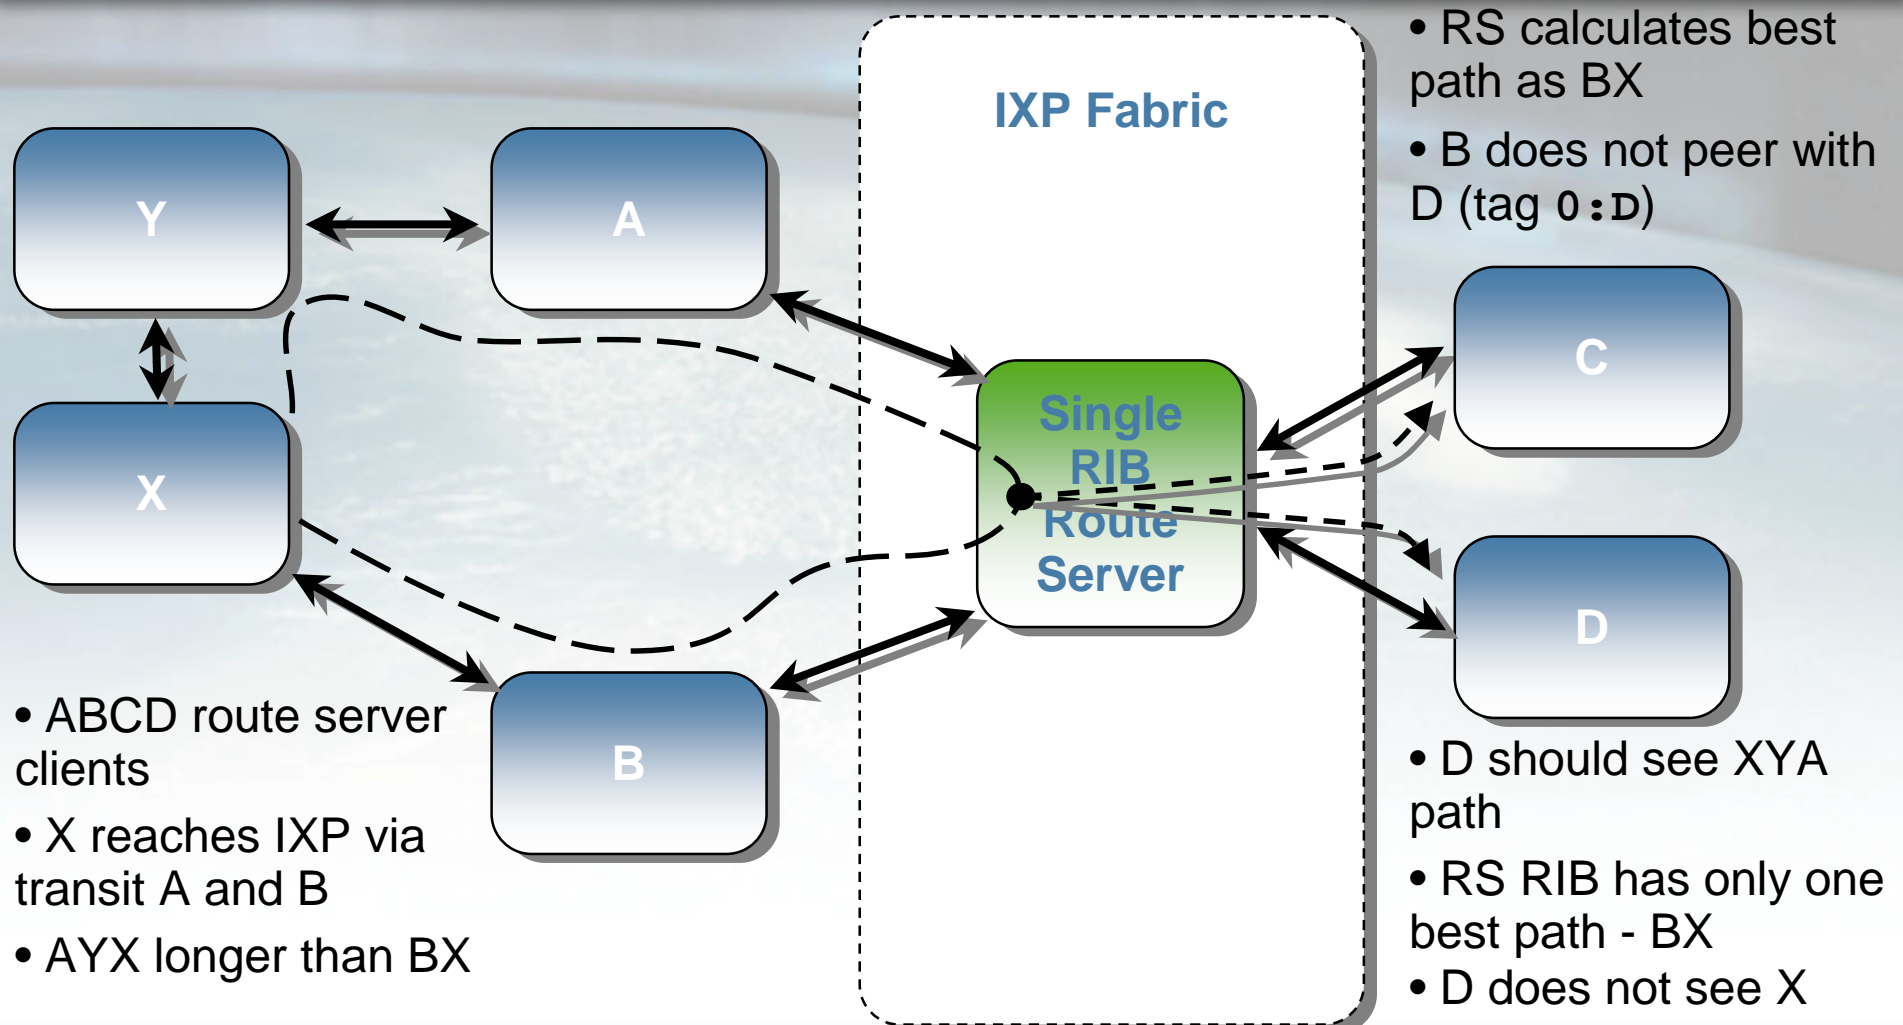 IXP Fabric
• RS calculates best
path as BX
• B does not peer with
D (tag 0:D)
Y
A
C
Single
RIB
Route
Server
X
D
B
• ABCD route server
clients
• X reaches IXP via
transit A and B
• AYX longer than BX
• D should see XYA
path
• RS RIB has only one
best path - BX
• D does not see X